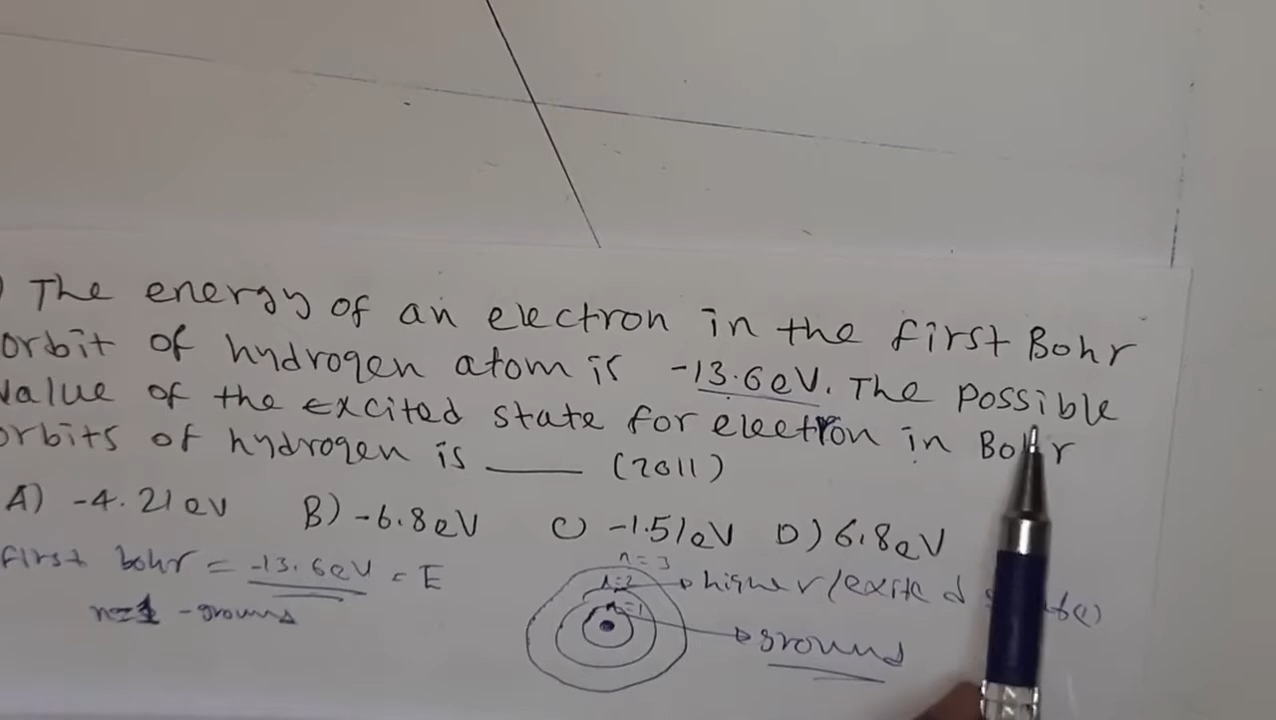 ) The energy of an electron in the first Bohr
orbit of hydrogen atom is -13.6eV. The possible
value of the excited state for electron in Bohr
orbits of hydrogen is ____ (2011)
A) -4.21eV B) -6.8eV C) -1.51eV D) 6.8eV
first bohr = -13.6eV = E
n=1 - ground
n=3
n=2 higher/exited
n=1
ground